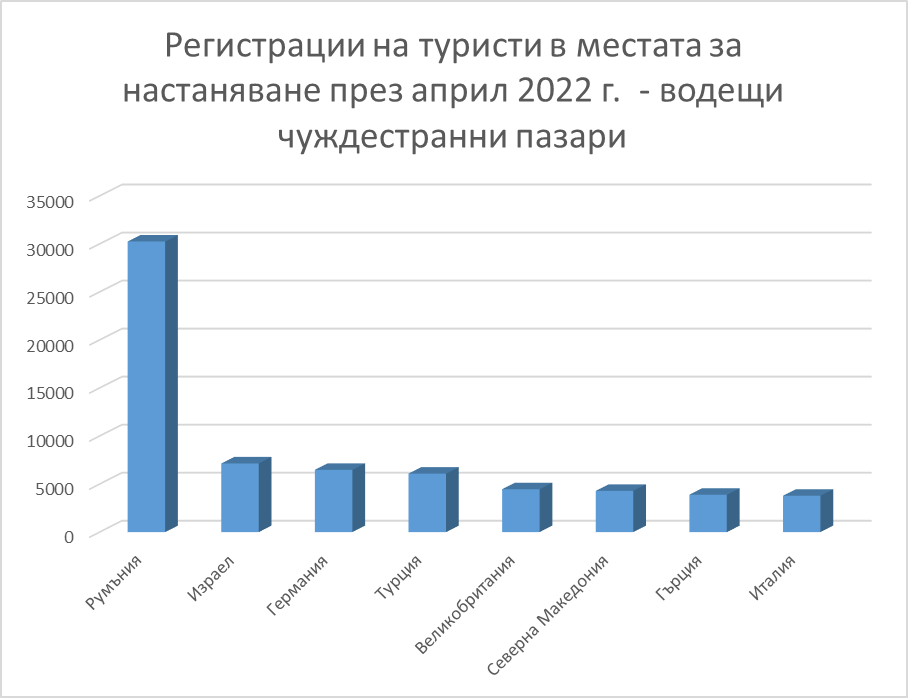 Регистрации на туристи в местата за
настаняване през април 2022 г.  - водещи
чуждестранни пазари
35000
30000
25000
20000
15000
10000
5000
0
Румъния
Израел
Германия
Турция
Великобритания
Северна Македония
Гърция
Италия